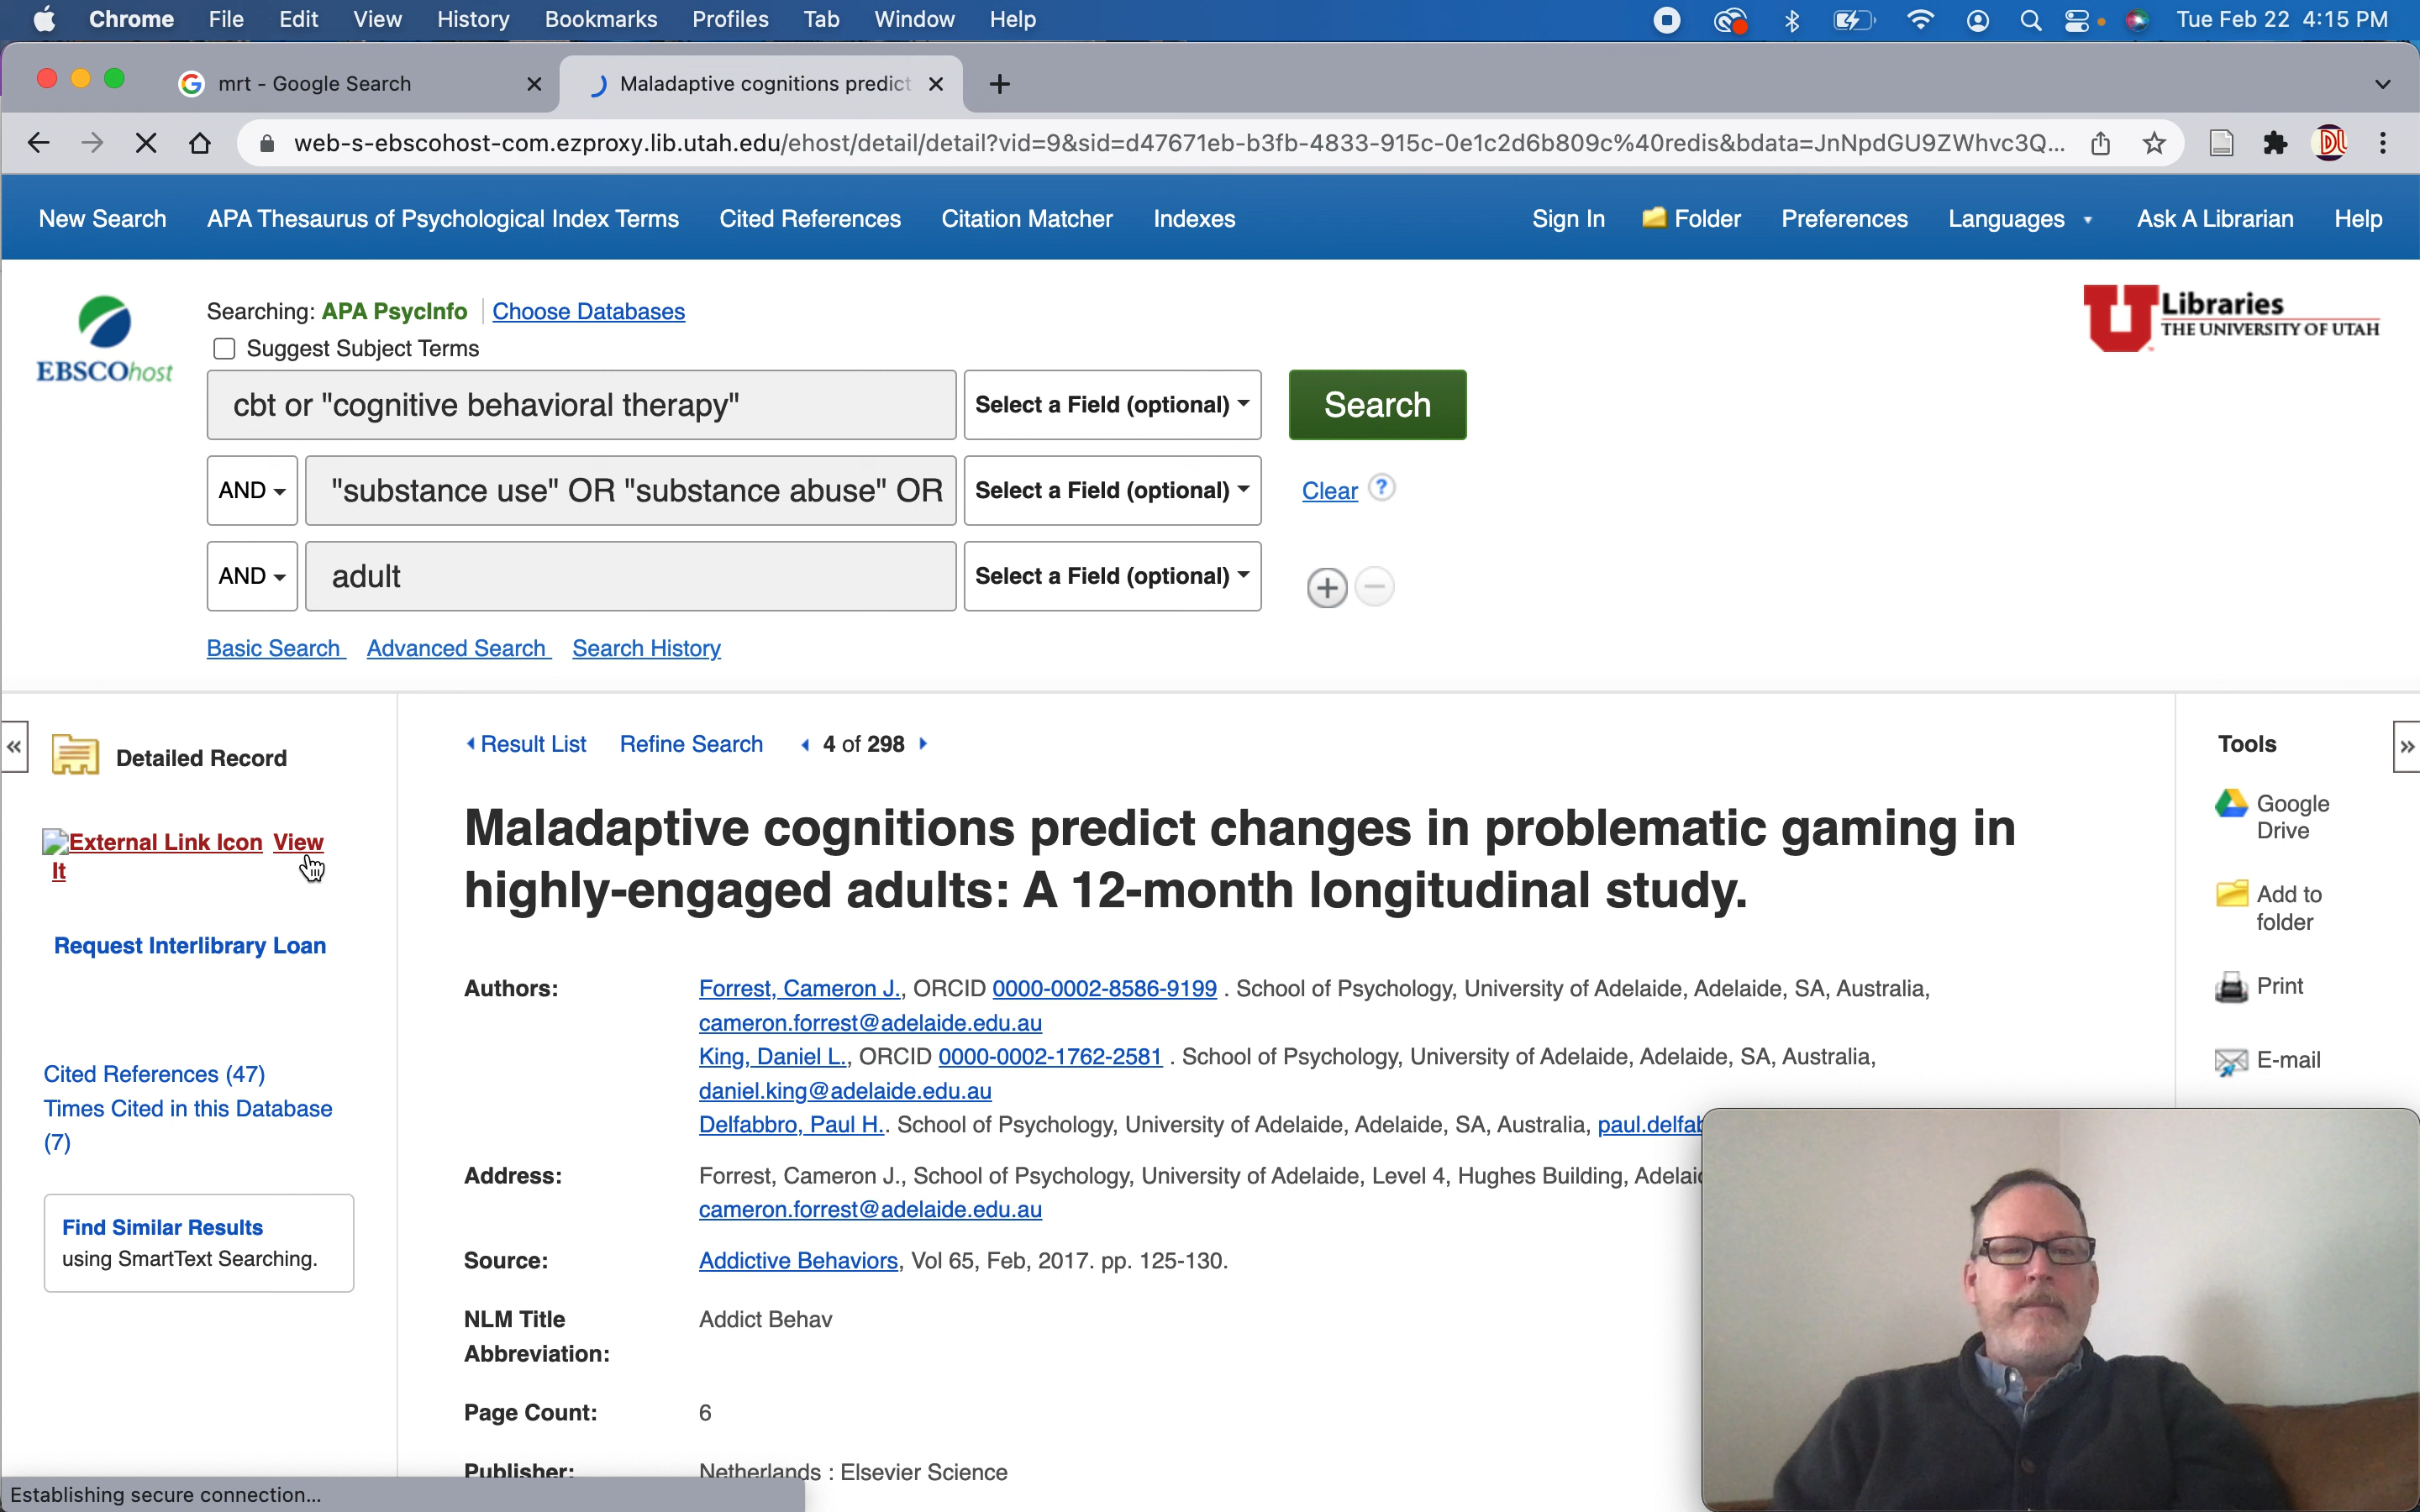 Chrome File Edit View History Bookmarks Profiles Tab Window Help Tue Feb 22 4:15 PM
mrt - Google Search
Maladaptive cognitions predict
web-s-ebscohost-com.ezproxy.lib.utah.edu/ehost/detail/detail?vid=9&sid=d47671eb-b3fb-4833-915c-0e1c2d6b809c%40redis&bdata=JnNpdGU9ZWhvc3Q...
New Search APA Thesaurus of Psychological Index Terms Cited References Citation Matcher Indexes Sign In Folder Preferences Languages Ask A Librarian Help
EBSCOhost
Searching: APA PsycInfo Choose Databases
Suggest Subject Terms
cbt or "cognitive behavioral therapy" Select a Field (optional) Search
AND "substance use" OR "substance abuse" OR Select a Field (optional) Clear ?
AND adult Select a Field (optional)
Basic Search Advanced Search Search History
U Libraries
THE UNIVERSITY OF UTAH
Detailed Record
External Link Icon View
It
Request Interlibrary Loan
Cited References (47)
Times Cited in this Database
(7)
Find Similar Results
using SmartText Searching.
Result List Refine Search 4 of 298
Maladaptive cognitions predict changes in problematic gaming in
highly-engaged adults: A 12-month longitudinal study.
Authors: Forrest, Cameron J., ORCID 0000-0002-8586-9199 . School of Psychology, University of Adelaide, Adelaide, SA, Australia,
cameron.forrest@adelaide.edu.au
King, Daniel L., ORCID 0000-0002-1762-2581 . School of Psychology, University of Adelaide, Adelaide, SA, Australia,
daniel.king@adelaide.edu.au
Delfabbro, Paul H.. School of Psychology, University of Adelaide, Adelaide, SA, Australia, paul.delfab
Address: Forrest, Cameron J., School of Psychology, University of Adelaide, Level 4, Hughes Building, Adelaid
cameron.forrest@adelaide.edu.au
Source: Addictive Behaviors, Vol 65, Feb, 2017. pp. 125-130.
NLM Title Addict Behav
Abbreviation:
Page Count: 6
Publisher: Netherlands : Elsevier Science
Tools
Google
Drive
Add to
folder
Print
E-mail
Establishing secure connection...